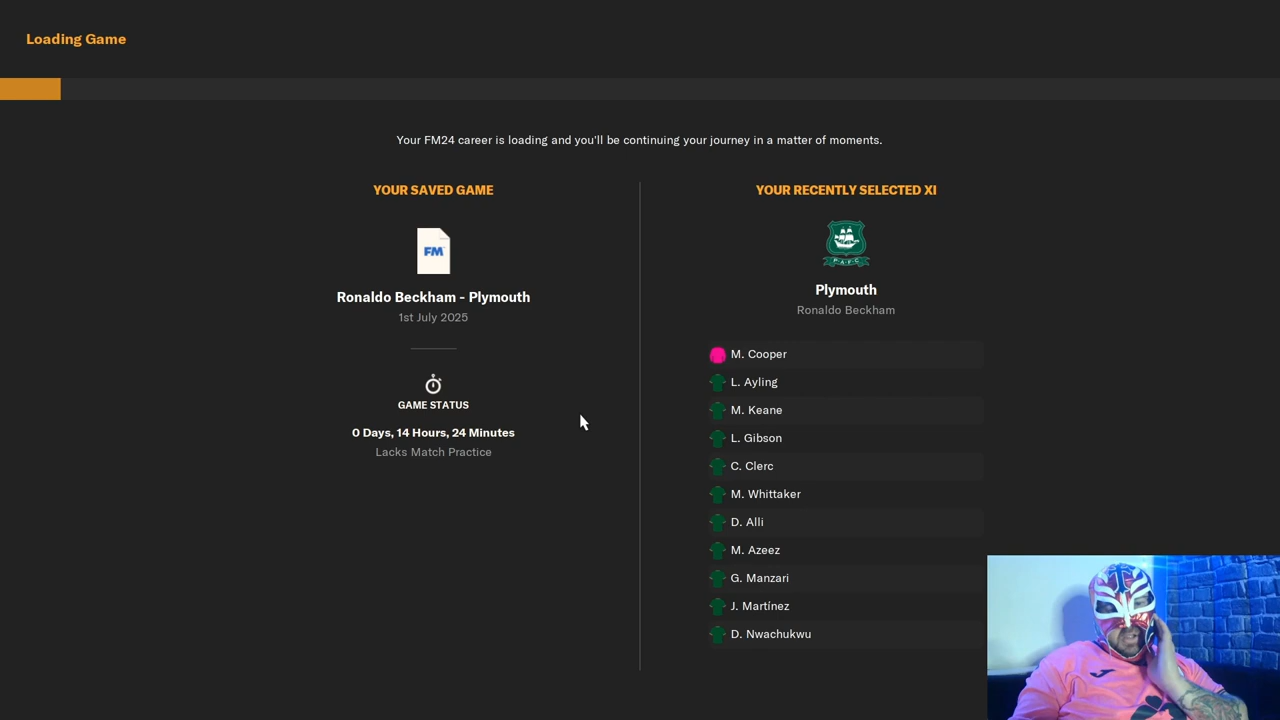 Loading Game
Your FM24 career is loading and you'll be continuing your journey in a matter of moments.
YOUR SAVED GAME
FM
Ronaldo Beckham - Plymouth
1st July 2025
GAME STATUS
0 Days, 14 Hours, 24 Minutes
Lacks Match Practice
YOUR RECENTLY SELECTED XI
P.A.F.C
Plymouth
Ronaldo Beckham
M. Cooper
L. Ayling
M. Keane
L. Gibson
C. Clerc
M. Whittaker
D. Alli
M. Azeez
G. Manzari
J. Martínez
D. Nwachukwu